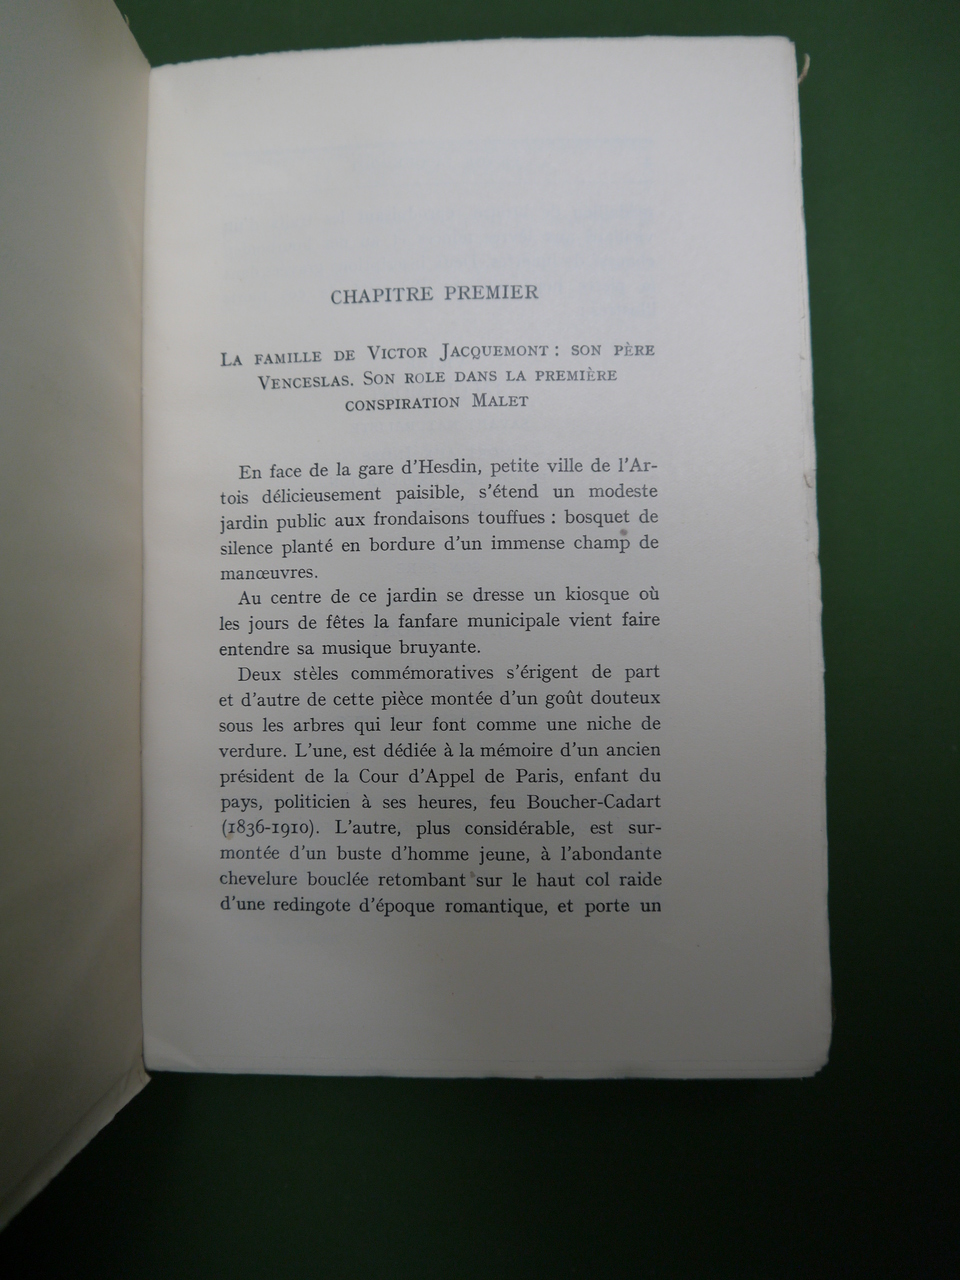 CHAPITRE PREMIER
La famille de Victor Jacquemont : son père
Venceslas. Son role dans la première
conspiration Malet
En face de la gare d'Hesdin, petite ville de l'Ar-
tois délicieusement paisible, s'étend un modeste
jardin public aux frondaisons touffues : bosquet de
silence planté en bordure d'un immense champ de
manœuvres.
Au centre de ce jardin se dresse un kiosque où
les jours de fêtes la fanfare municipale vient faire
entendre sa musique bruyante.
Deux stèles commémoratives s'érigent de part
et d'autre de cette pièce montée d'un goût douteux
sous les arbres qui leur font comme une niche de
verdure. L'une, est dédiée à la mémoire d'un ancien
président de la Cour d'Appel de Paris, enfant du
pays, politicien à ses heures, feu Boucher-Cadart
(1836-1910). L'autre, plus considérable, est sur-
montée d'un buste d'homme jeune, à l'abondante
chevelure bouclée retombant sur le haut col raide
d'une redingote d'époque romantique, et porte un